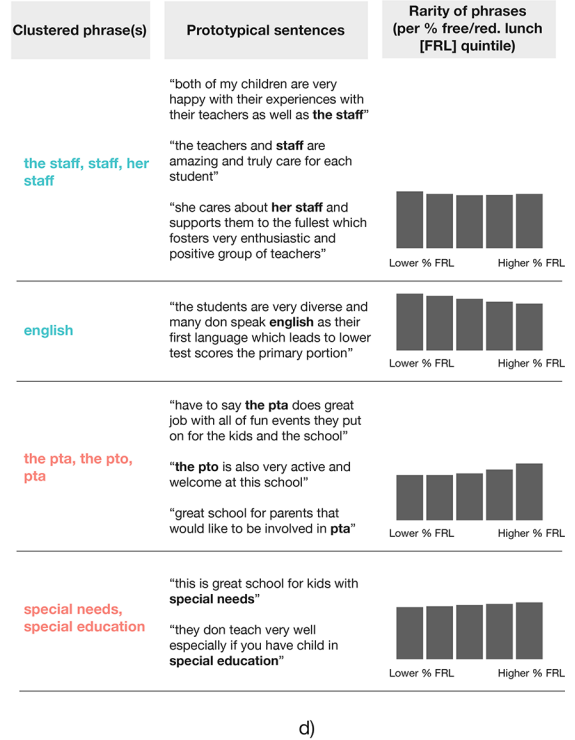 Clustered phrase(s)
Prototypical sentences
Rarity of phrases
(per % free/red. lunch
[FRL] quintile)
the staff, staff, her
staff
“both of my children are very
happy with their experiences with
their teachers as well as the staff”
“the teachers and staff are
amazing and truly care for each
student”
“she cares about her staff and
supports them to the fullest which
fosters very enthusiastic and
positive group of teachers”
Lower % FRL
Higher % FRL
english
“the students are very diverse and
many don speak english as their
first language which leads to lower
test scores the primary portion”
Lower % FRL
Higher % FRL
the pta, the pto,
pta
“have to say the pta does great
job with all of fun events they put
on for the kids and the school”
“the pto is also very active and
welcome at this school”
“great school for parents that
would like to be involved in pta”
Lower % FRL
Higher % FRL
special needs,
special education
“this is great school for kids with
special needs”
“they don teach very well
especially if you have child in
special education”
Lower % FRL
Higher % FRL
d)